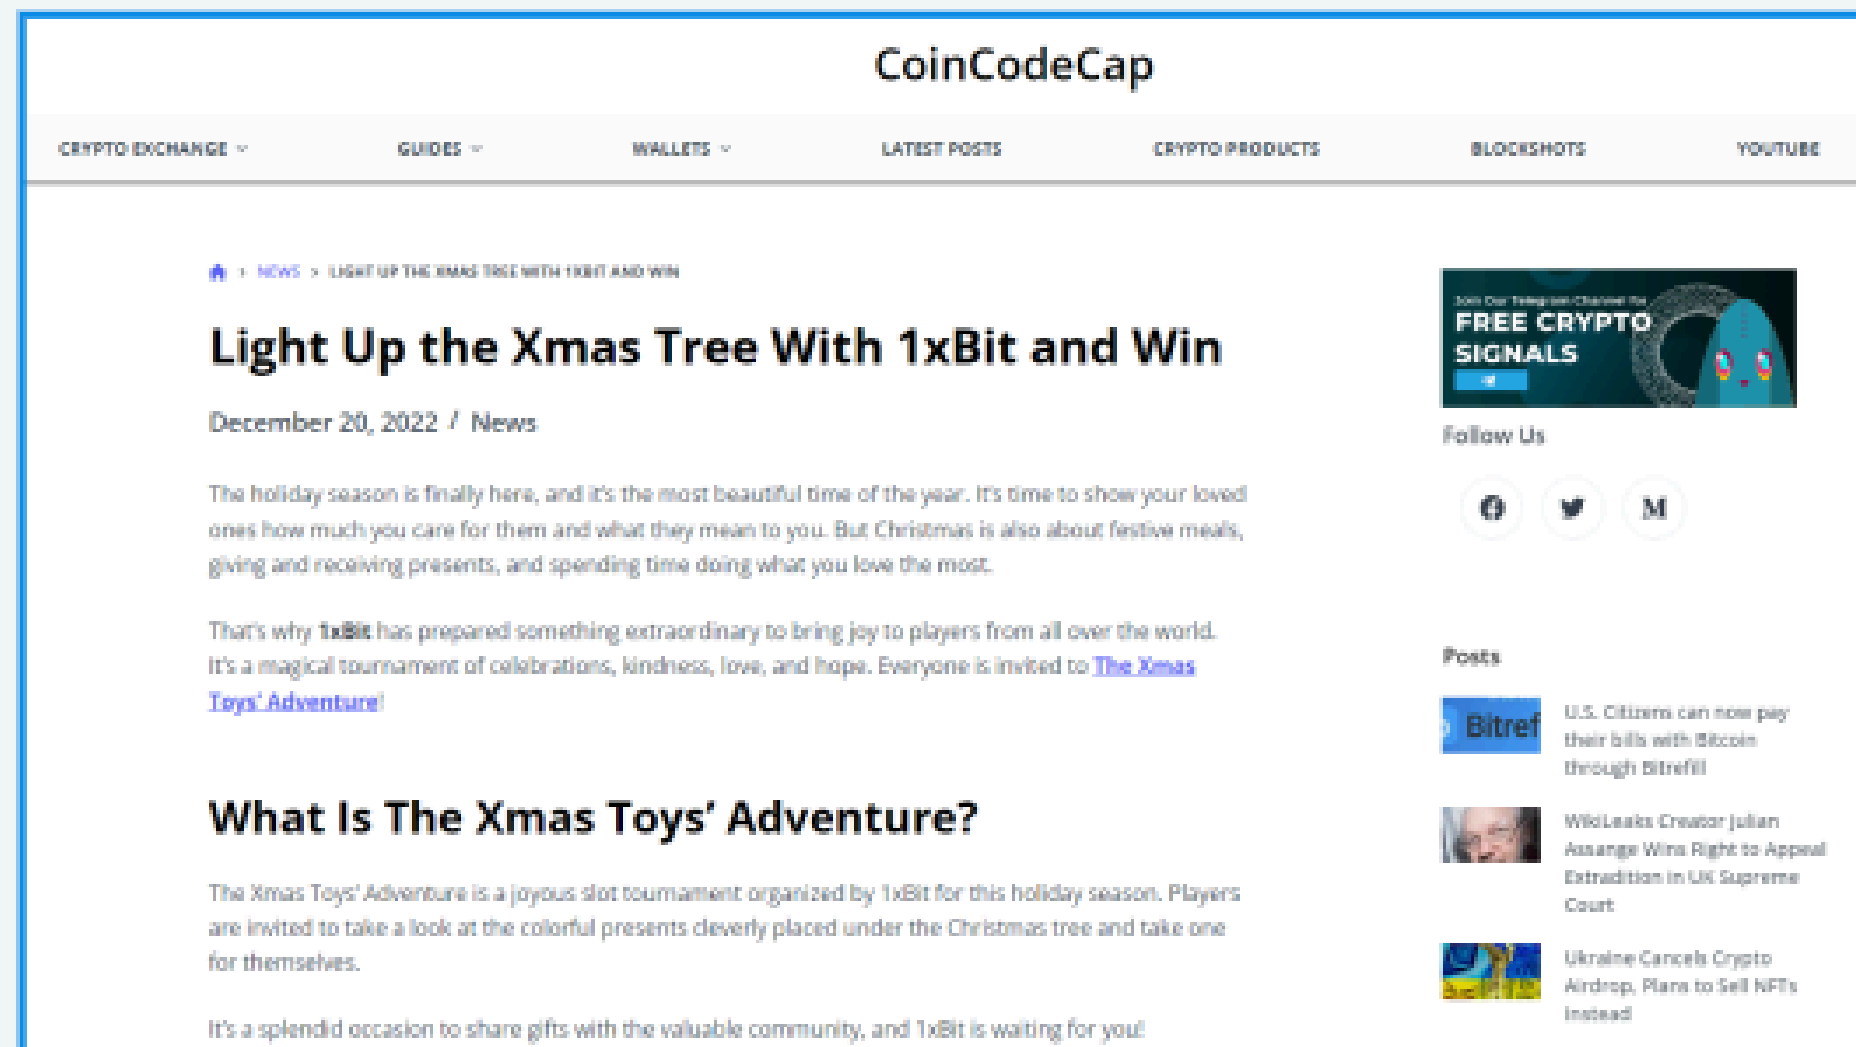 CoinCodeCap
CRYPTO EXCHANGE
GUIDES
WALLETS
LATEST POSTS
CRYPTO PRODUCTS
BLOCKSHOTS
YOUTUBE
> NEWS > LIGHT UP THE XMAS TREE WITH 1XBIT AND WIN
Light Up the Xmas Tree With 1xBit and Win
December 20, 2022 / News
The holiday season is finally here, and it's the most beautiful time of the year. It's time to show your loved
ones how much you care for them and what they mean to you. But Christmas is also about festive meals,
giving and receiving presents, and spending time doing what you love the most.
That's why 1xBit has prepared something extraordinary to bring joy to players from all over the world.
It's a magical tournament of celebrations, kindness, love, and hope. Everyone is invited to The Xmas
Toys' Adventure!
What Is The Xmas Toys’ Adventure?
The Xmas Toys' Adventure is a joyous slot tournament organized by 1xBit for this holiday season. Players
are invited to take a look at the colorful presents cleverly placed under the Christmas tree and take one
for themselves.
It's a splendid occasion to share gifts with the valuable community, and 1xBit is waiting for you!
Join Our Telegram Channel for
FREE CRYPTO
SIGNALS
Follow Us
Posts
Bitref
U.S. Citizens can now pay
their bills with Bitcoin
through Bitrefill
WikiLeaks Creator Julian
Assange Wins Right to Appeal
Extradition in UK Supreme
Court
Ukraine Cancels Crypto
Airdrop, Plans to Sell NFTs
Instead